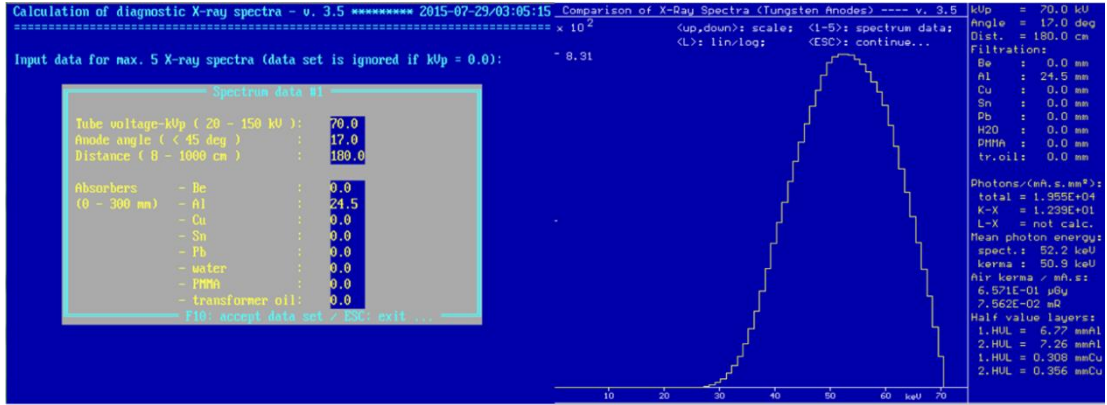 Calculation of diagnostic X-ray spectra - v. 3.5 ********* 2015-07-29/03:05:15
Input data for max. 5 X-ray spectra (data set is ignored if kVp = 0.0):
Spectrum data #1
Tube voltage-kVp ( 20 - 150 kV ): 70.0
Anode angle ( < 45 deg ) : 17.0
Distance ( 8 - 1000 cm ) : 180.0
Absorbers - Be : 0.0
(0 - 300 mm) - Al : 24.5
- Cu : 0.0
- Sn : 0.0
- Pb : 0.0
- water : 0.0
- PMMA : 0.0
- transformer oil: 0.0
F10: accept data set / ESC: exit ...
Comparison of X-Ray Spectra (Tungsten Anodes) ---- v. 3.5
x 10^2
<up,down>: scale; <1-5>: spectrum data;
<L>: lin/log; <ESC>: continue...
8.31
10 20 30 40 50 60 keV 70
kVp = 70.0 kV
Angle = 17.0 deg
Dist. = 180.0 cm
Filtration:
Be : 0.0 mm
Al : 24.5 mm
Cu : 0.0 mm
Sn : 0.0 mm
Pb : 0.0 mm
H2O : 0.0 mm
PMMA : 0.0 mm
tr.oil: 0.0 mm
Photons/(mA.s.mm²):
total = 1.955E+04
K-X = 1.239E+01
L-X = not calc.
Mean photon energy:
spect.: 52.2 keV
kerma : 50.9 keV
Air kerma / mA.s:
6.571E-01 µGy
7.562E-02 mR
Half value layers:
1.HVL = 6.77 mmAl
2.HVL = 7.26 mmAl
1.HVL = 0.308 mmCu
2.HVL = 0.356 mmCu